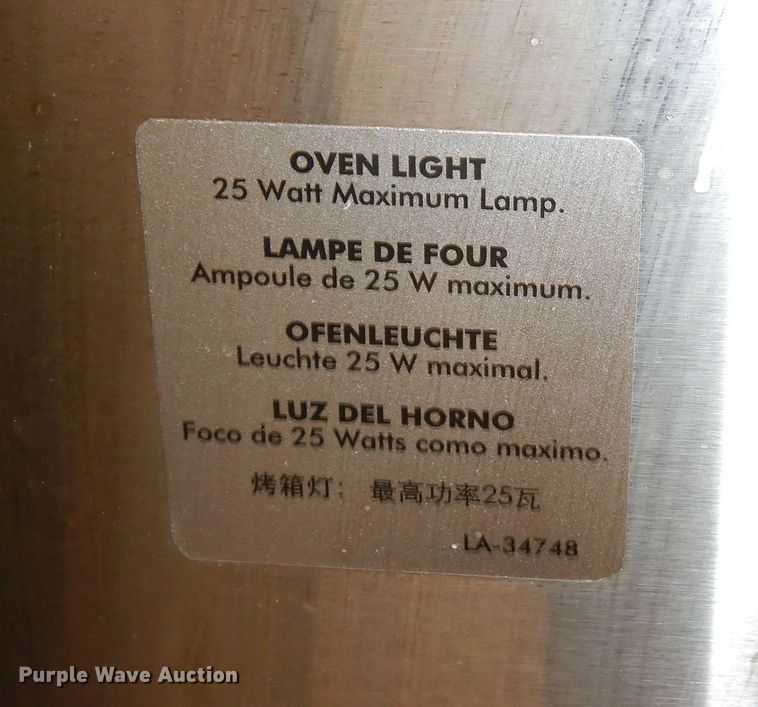 OVEN LIGHT
25 Watt Maximum Lamp.
LAMPE DE FOUR
Ampoule de 25 W maximum.
OFENLEUCHTE
Leuchte 25 W maximal.
LUZ DEL HORNO
Foco de 25 Watts como maximo.
烤箱灯： 最高功率25瓦
LA-34748
Purple Wave Auction